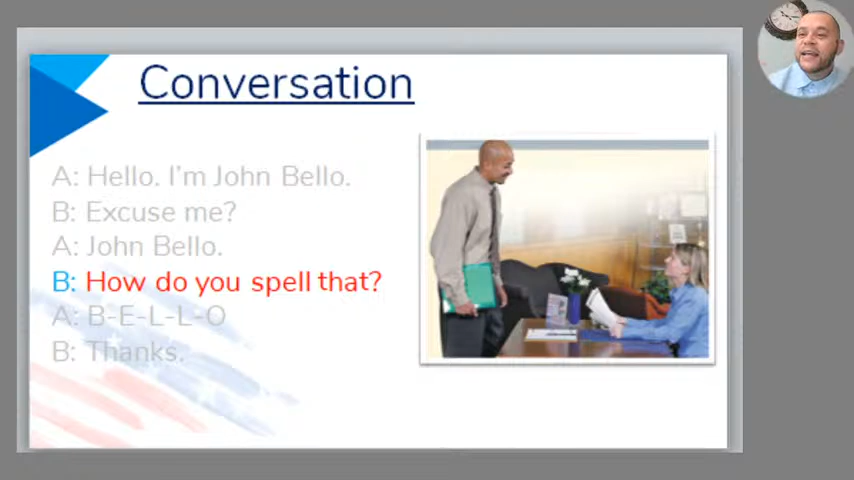 Conversation
A: Hello. I'm John Bello.
B: Excuse me?
A: John Bello.
B: How do you spell that?
A: B-E-L-L-O
B: Thanks.